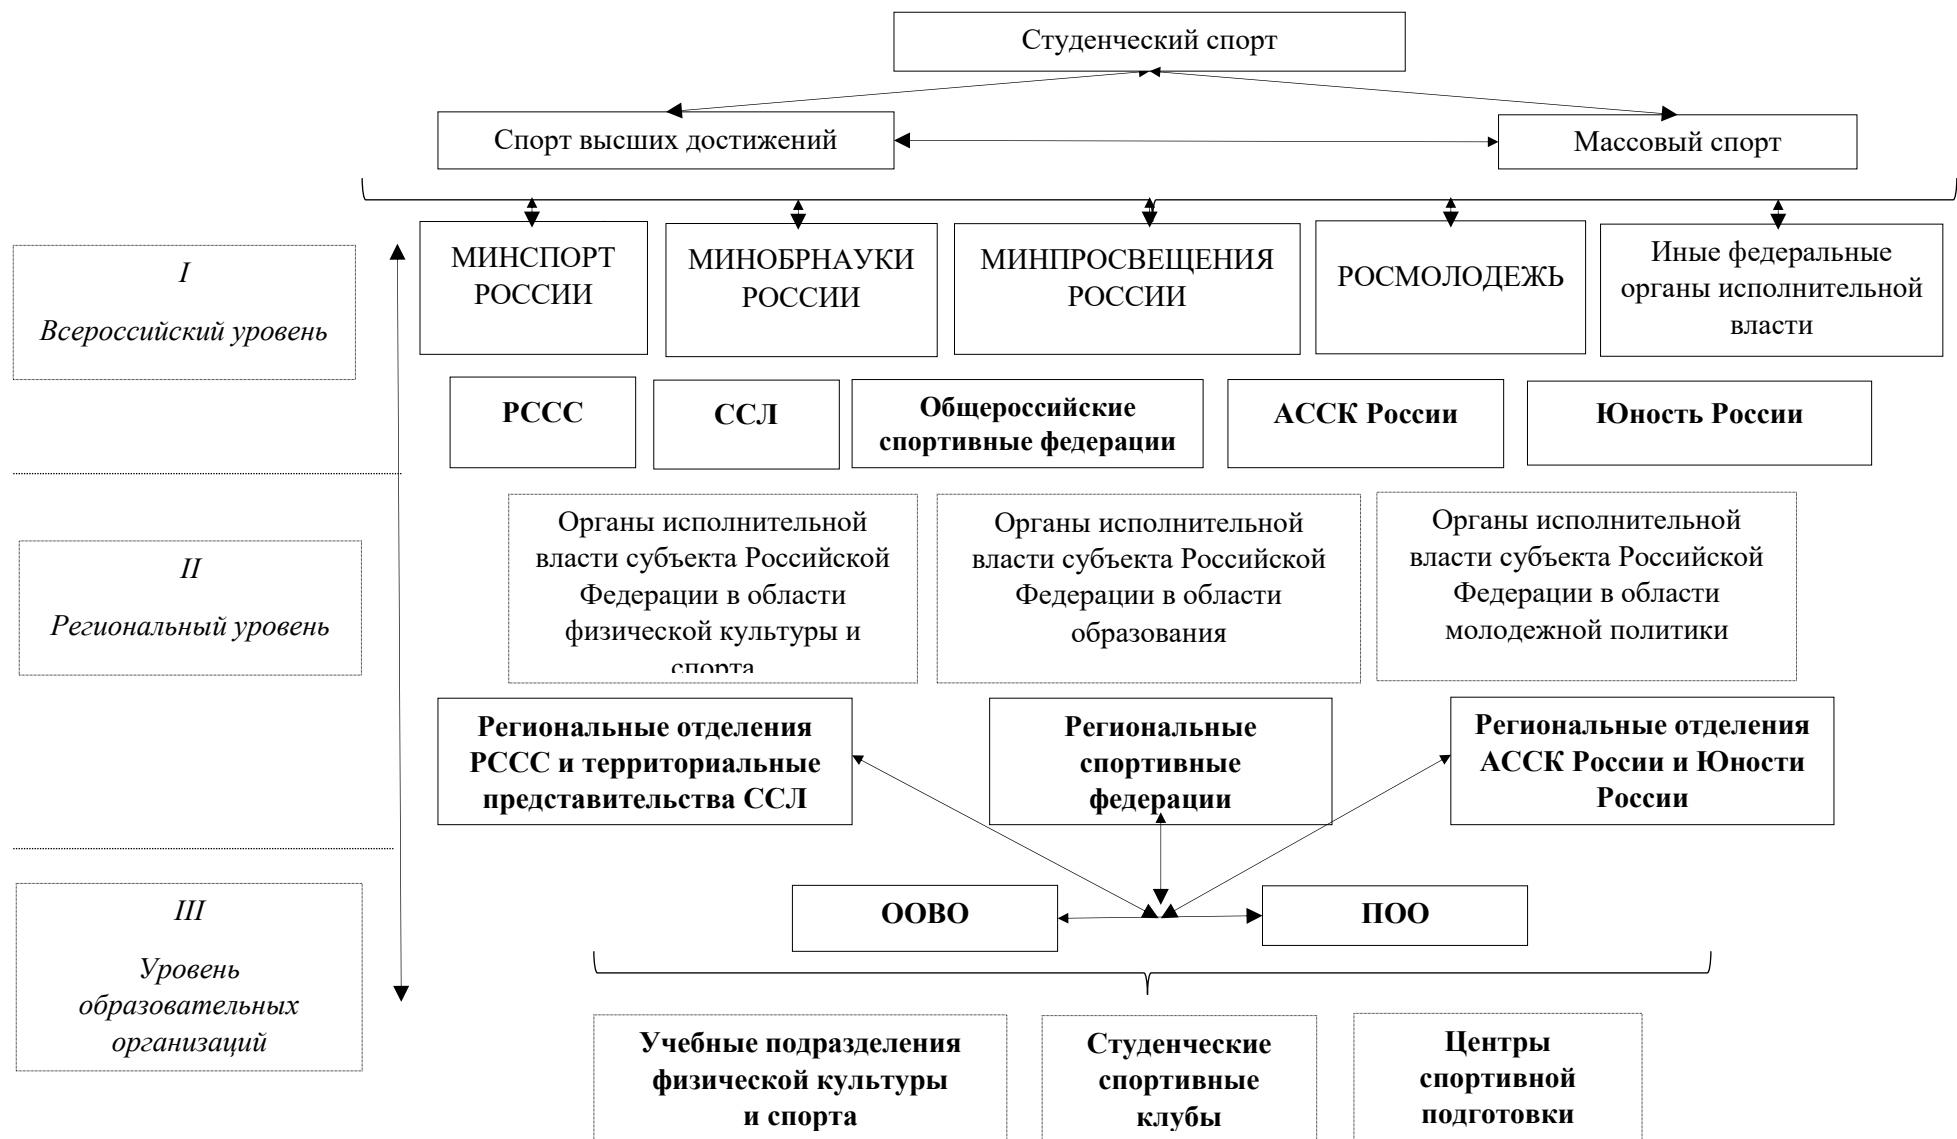 Студенческий спорт
Спорт высших достижений
Массовый спорт
I
Всероссийский уровень
МИНСПОРТ
РОССИИ
МИНОБРНАУКИ
РОССИИ
МИНПРОСВЕЩЕНИЯ
РОССИИ
РОСМОЛОДЕЖЬ
Иные федеральные
органы исполнительной
власти
РССС
ССЛ
Общероссийские
спортивные федерации
АССК России
Юность России
II
Региональный уровень
Органы исполнительной
власти субъекта Российской
Федерации в области
физической культуры и
спорта
Органы исполнительной
власти субъекта Российской
Федерации в области
образования
Органы исполнительной
власти субъекта Российской
Федерации в области
молодежной политики
Региональные отделения
РССС и территориальные
представительства ССЛ
Региональные
спортивные
федерации
Региональные отделения
АССК России и Юности
России
III
Уровень
образовательных
организаций
ООВО
ПОО
Учебные подразделения
физической культуры
и спорта
Студенческие
спортивные
клубы
Центры
спортивной
подготовки